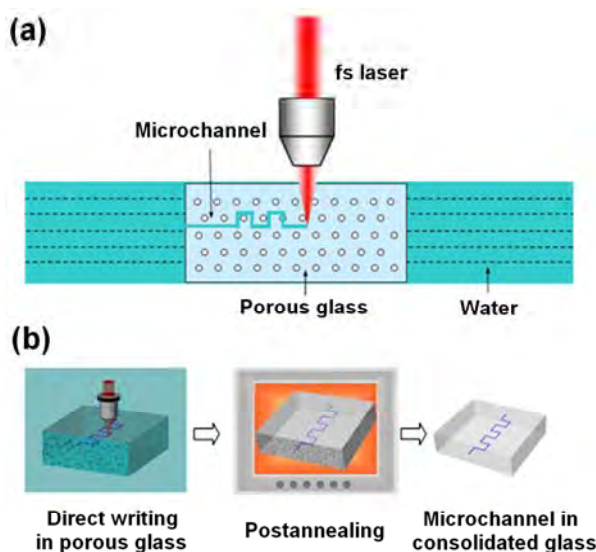 (a)
fs laser
Microchannel
Porous glass
Water
(b)
Direct writing
in porous glass
Postannealing
Microchannel in
consolidated glass